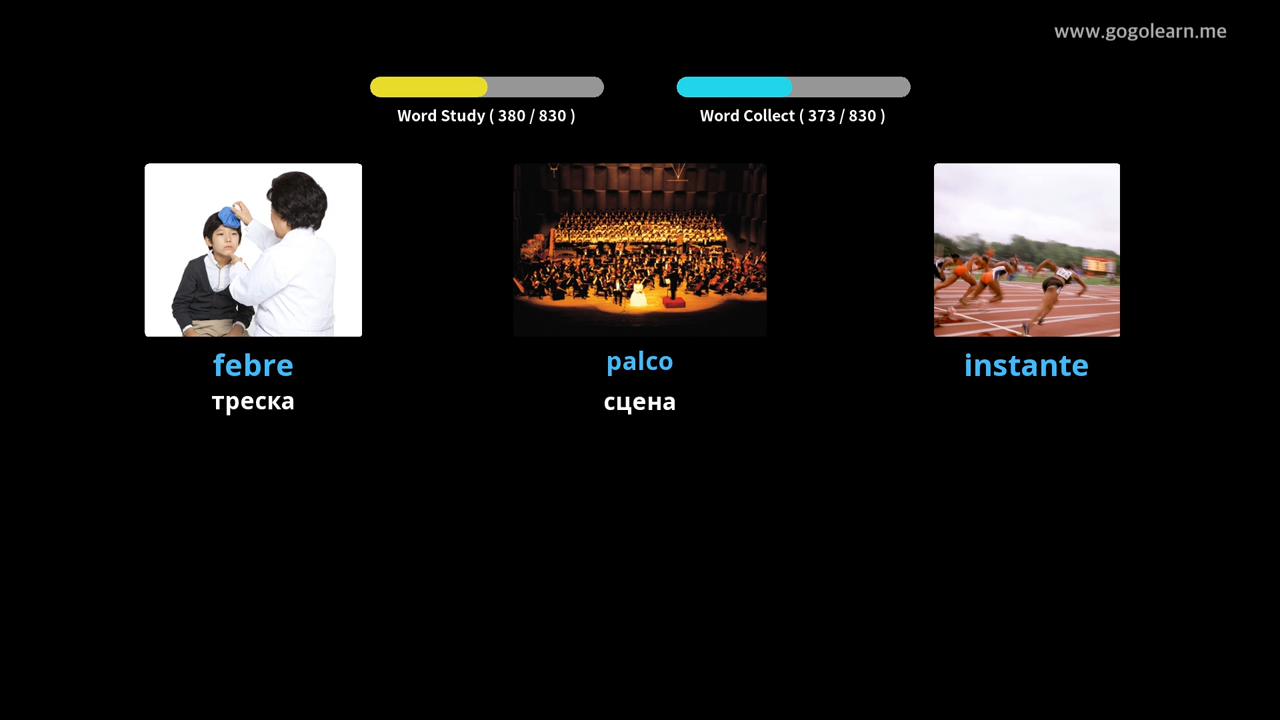 www.gogolearn.me
Word Study ( 380 / 830 )
Word Collect ( 373 / 830 )
febre
треска
palco
сцена
instante